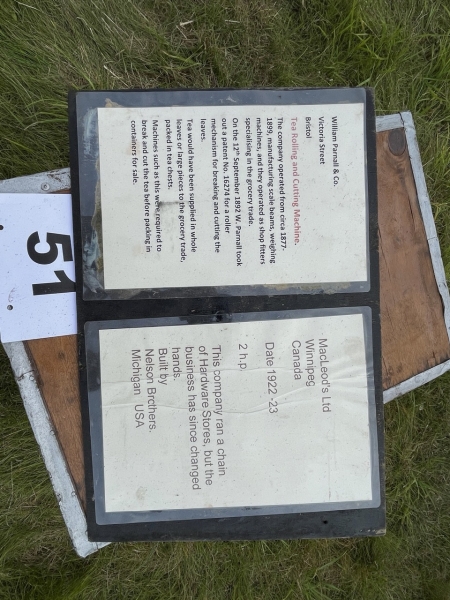 William Parnall & Co.
Victoria Street
Bristol
Tea Rolling and Cutting Machine.
The company operated from circa 1877-
1899, manufacturing scale beams, weighing
machines, and they operated as shop fitters
specialising in the grocery trade.
On the 12th September 1892 W. Parnall took
out a patent No. 16274 for a roller
mechanism for breaking and cutting the
leaves.
Tea would have been supplied in whole
leaves or large pieces to the grocery trade,
packed in tea chests.
Machines such as this were required to
break and cut the tea before packing in
containers for sale.
MacLeod's Ltd
Winnipeg
Canada
Date 1922 -23
2 h.p.
This company ran a chain
of Hardware Stores, but the
business has since changed
hands.
Built by
Nelson Brothers.
Michigan USA
51